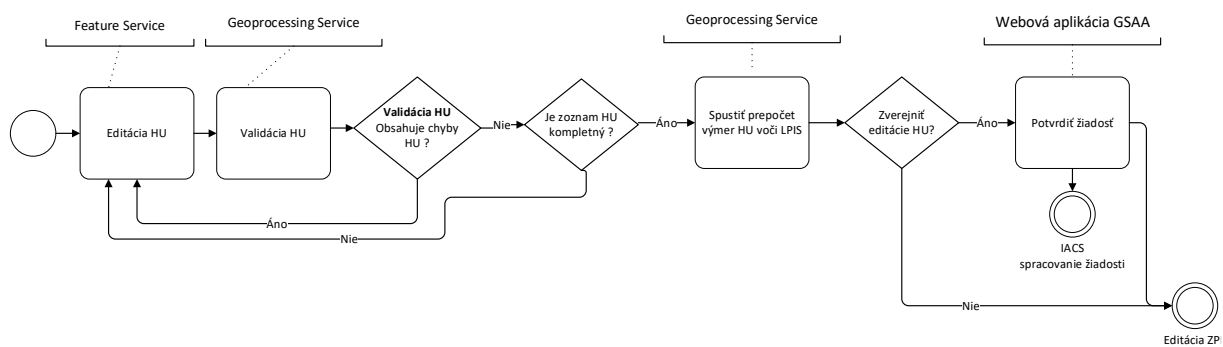 Feature Service
Geoprocessing Service
Geoprocessing Service
Webová aplikácia GSAA
Editácia HU
Validácia HU
Validácia HU
Obsahuje chyby
HU ?
Nie
Je zoznam HU
kompletný ?
Áno
Spustiť prepočet
výmer HU voči LPIS
Zverejniť
editácie HU?
Áno
Potvrdiť žiadosť
Áno
Nie
IACS
spracovanie žiadosti
Nie
Editácia ZP